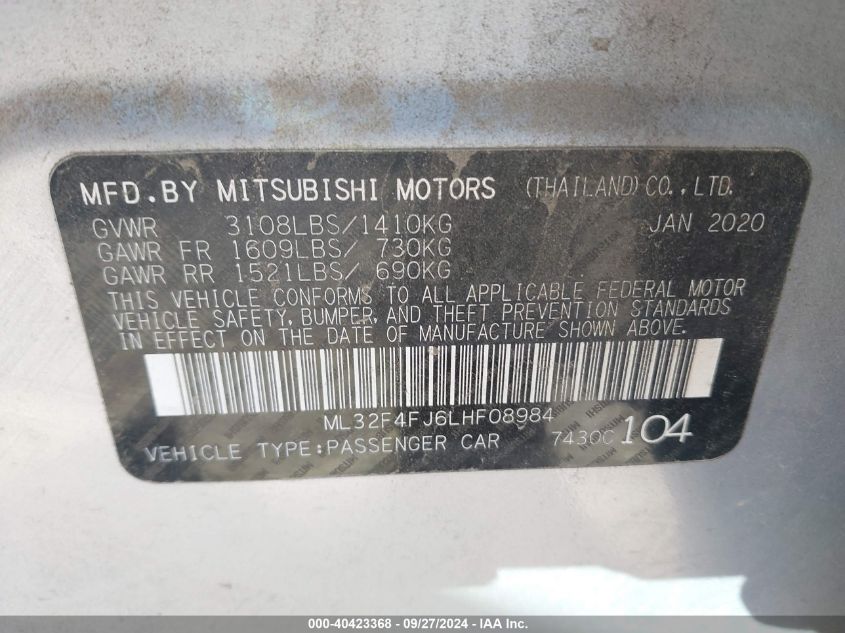 MFD.BY MITSUBISHI MOTORS (THAILAND) CO., LTD.
GVWR 3108LBS/1410KG JAN 2020
GAWR FR 1609LBS/ 730KG
GAWR RR 1521LBS/ 690KG
THIS VEHICLE CONFORMS TO ALL APPLICABLE FEDERAL MOTOR
VEHICLE SAFETY, BUMPER, AND THEFT PREVENTION STANDARDS
IN EFFECT ON THE DATE OF MANUFACTURE SHOWN ABOVE.
ML32F4FJ6LHF08984
VEHICLE TYPE:PASSENGER CAR 7430C 104
000-40423368 - 09/27/2024 - IAA Inc.